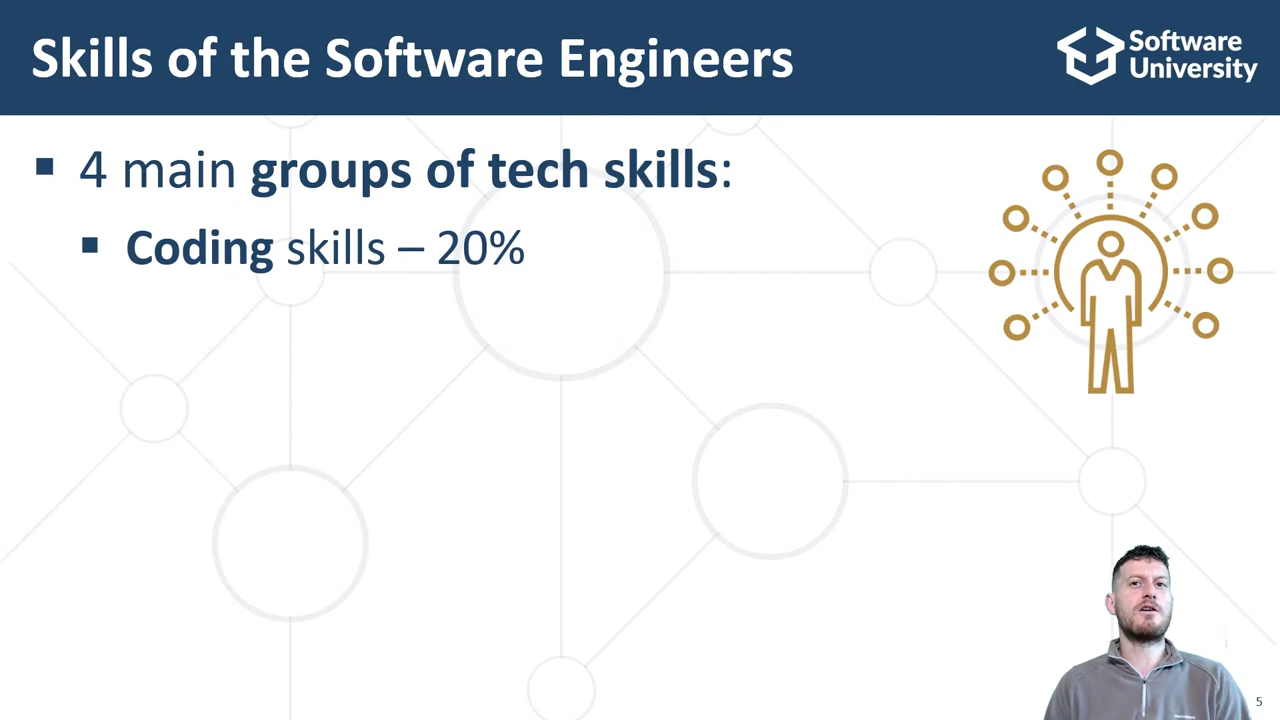 Skills of the Software Engineers
Software
University
▪ 4 main groups of tech skills:
▪ Coding skills – 20%
5